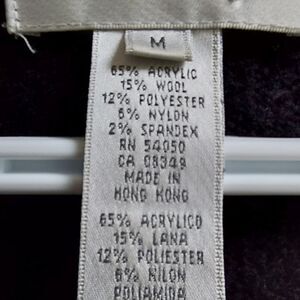 M
65% ACRYLIC
15% WOOL
12% POLYESTER
6% NYLON
2% SPANDEX
RN 54050
CA 08349
MADE IN
HONG KONG
65% ACRYLICO
15% LANA
12% POLIESTER
6% NILON
POLIAMIDA